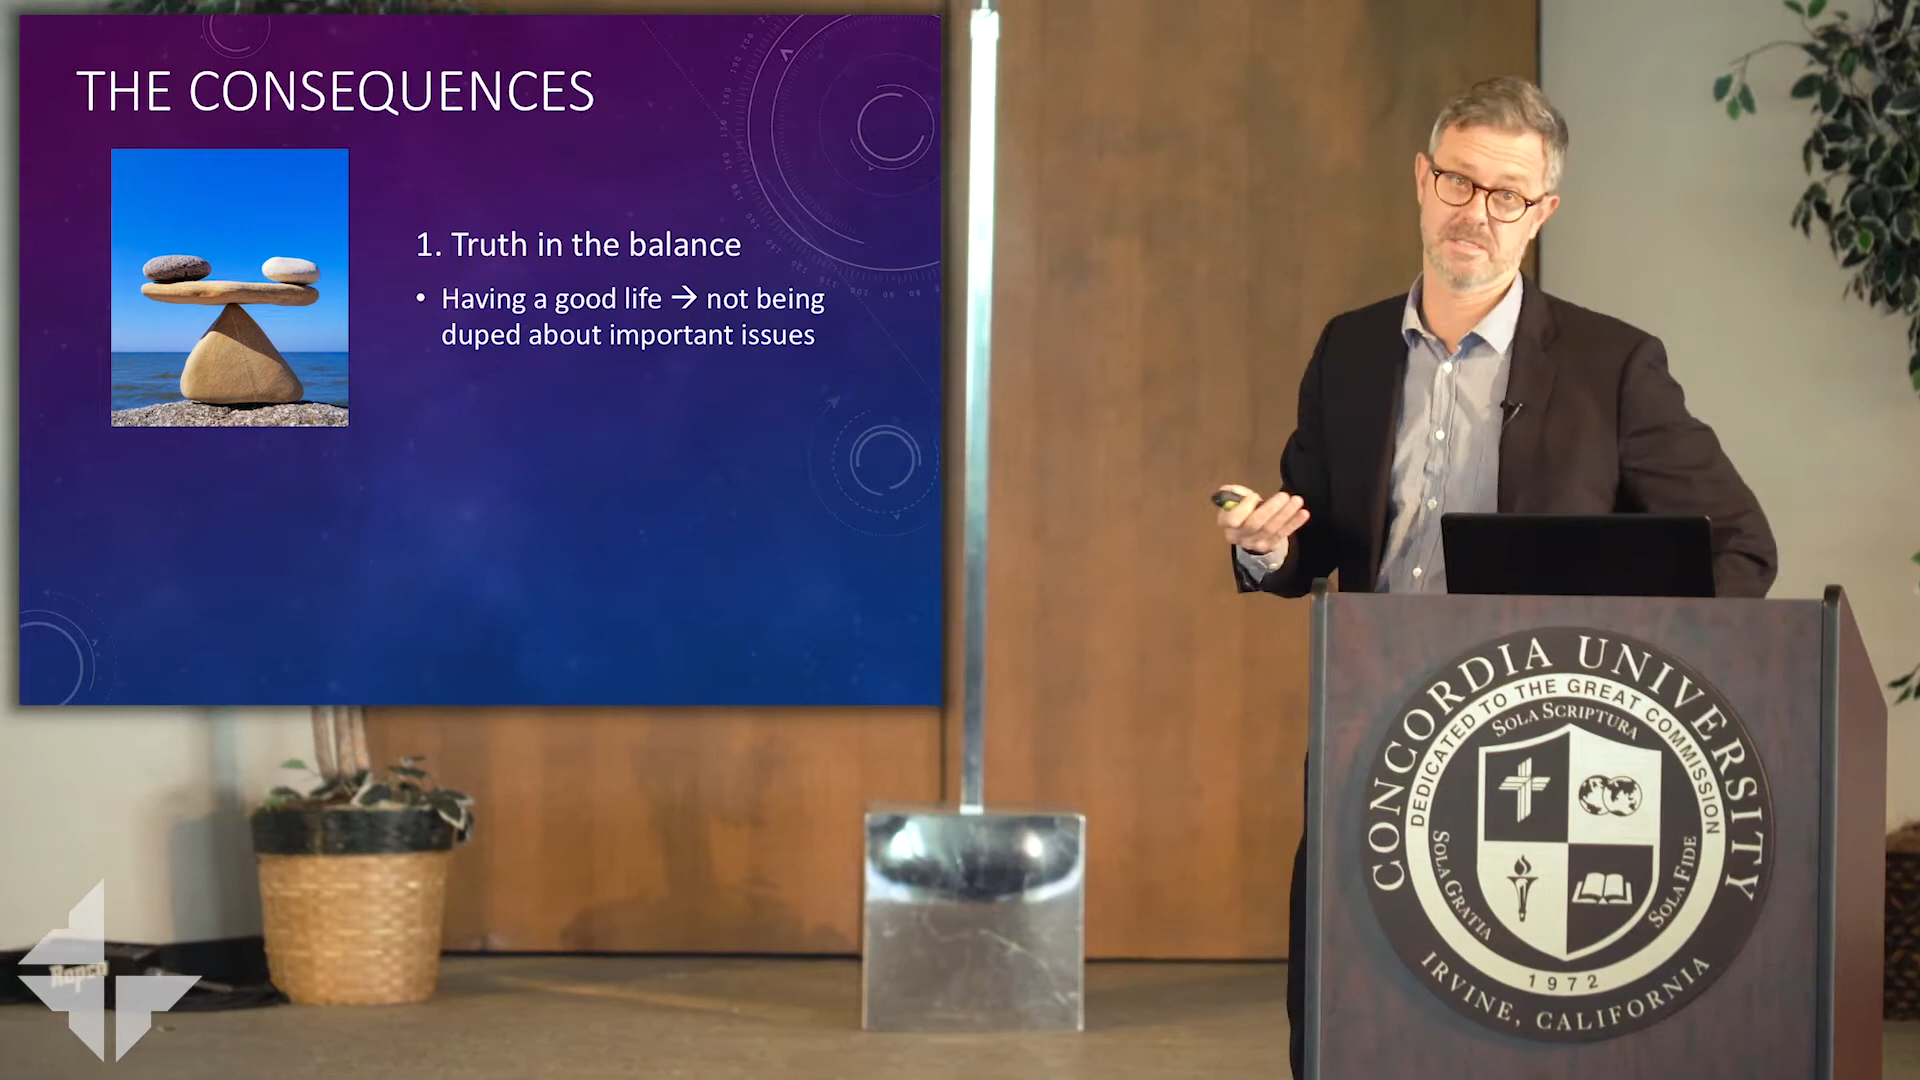 THE CONSEQUENCES
1. Truth in the balance
• Having a good life → not being
duped about important issues
CONCORDIA UNIVERSITY
DEDICATED TO THE GREAT COMMISSION
SOLA SCRIPTURA
SOLA GRATIA
SOLA FIDE
1972
IRVINE, CALIFORNIA